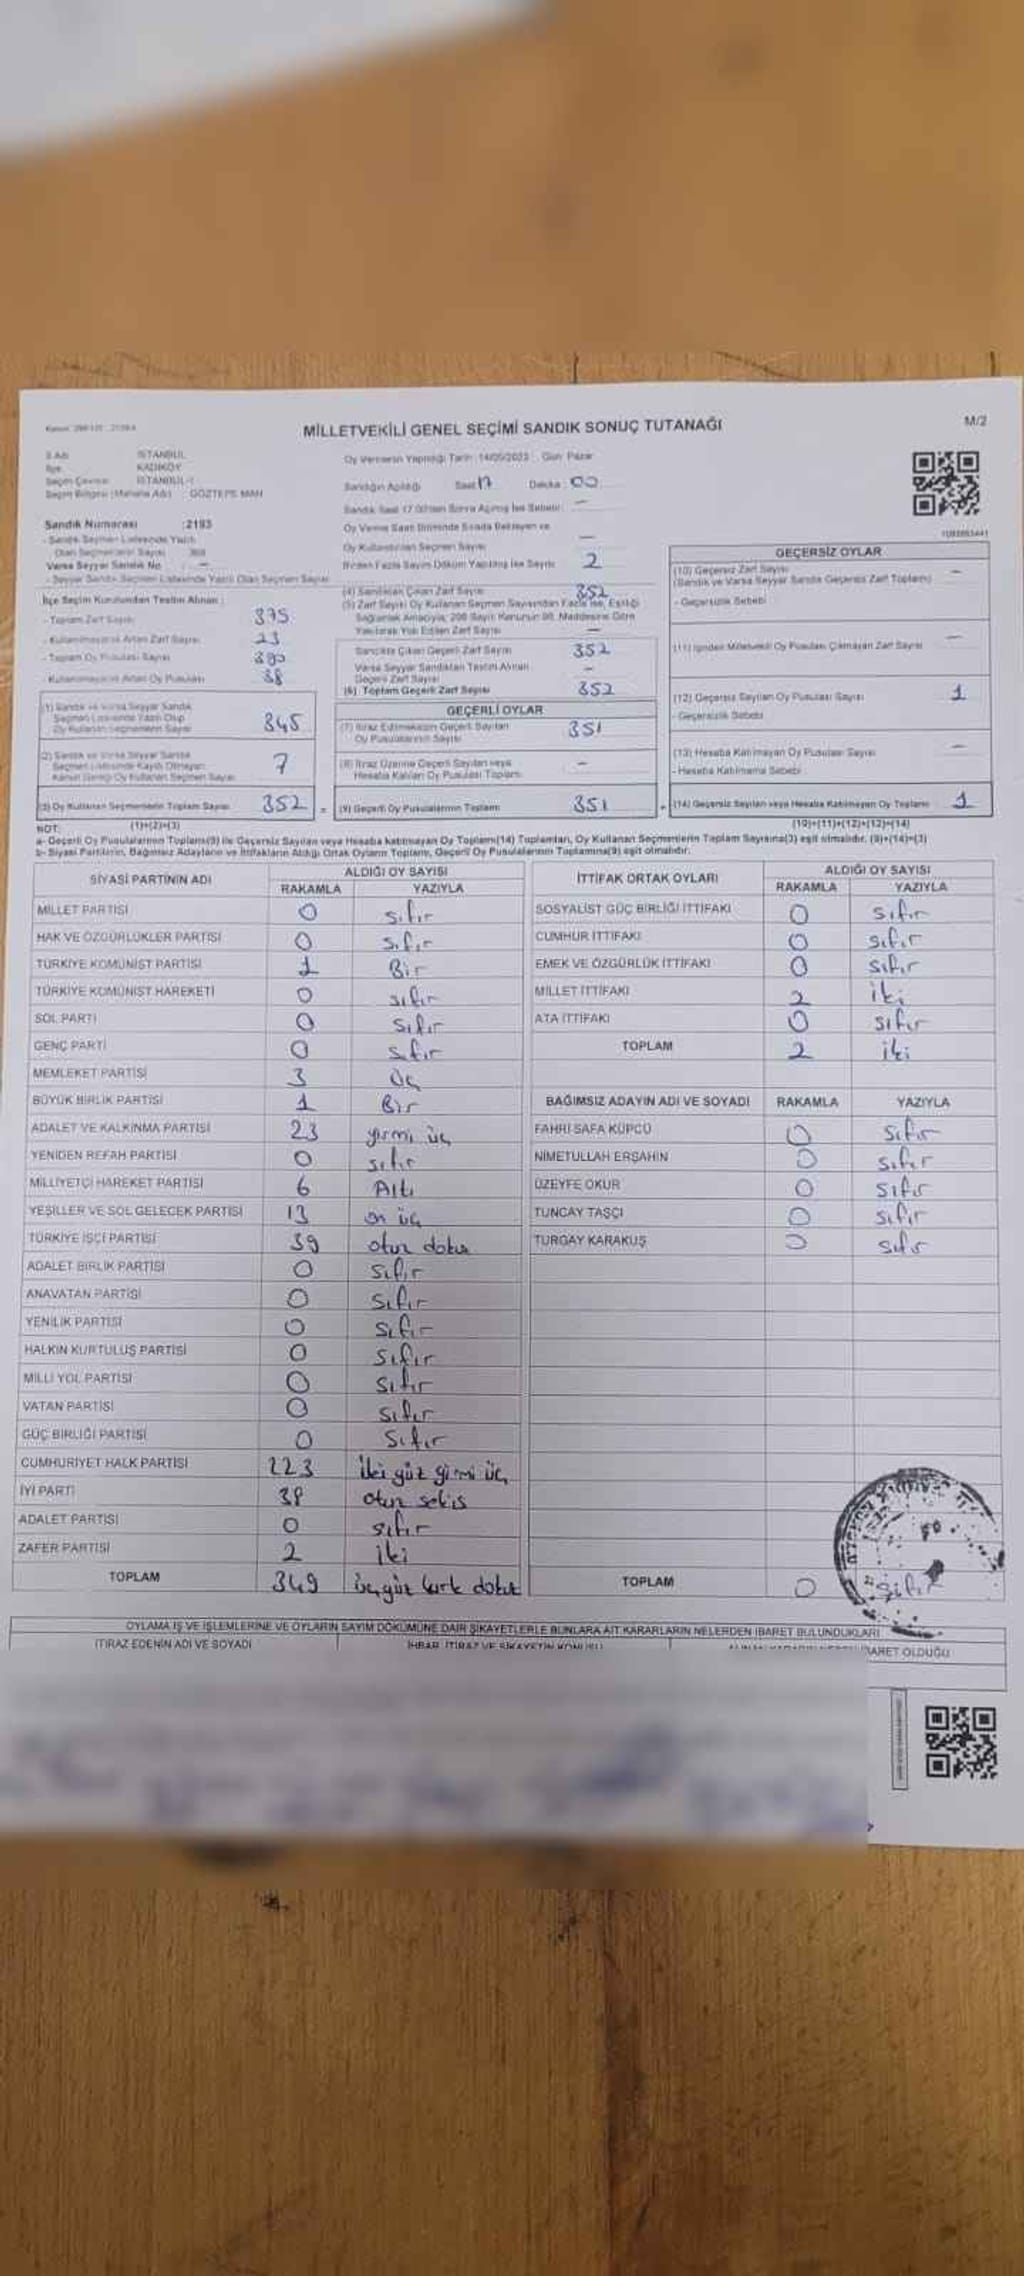 MİLLETVEKİLİ GENEL SEÇİMİ SANDIK SONUÇ TUTANAĞI
M/2
İSTANBUL
KADIKÖY
Seçim Çevresi İSTANBUL-1
Seçim Bölgesi (Mahalle Adı) : GÖZTEPE MAH
Oy Vermenin Yapıldığı Tarih : 14/05/2023 Gün: Pazar
Sandığın Açıldığı Saat 17 Dakika 00
Sandık Saat 17.00'den Sonra Açılmış İse Sebebi : —
Sandık Numarası :2193
- Sandık Seçmen Listesinde Yazılı
Olan Seçmenlerin Sayısı
Varsa Seyyar Sandık No : —
- Seyyar Sandık Seçmen Listesinde Yazılı Olan Seçmen Sayısı
Oy Verme Saati Bitiminde Sırada Bekleyen ve
Oy Kullandırılan Seçmen Sayısı —
Birden Fazla Sayım Döküm Yapılmış İse Sayısı 2
İlçe Seçim Kurulundan Teslim Alınan :
- Toplam Zarf Sayısı 375
- Kullanılmayarak Artan Zarf Sayısı 23
- Toplam Oy Pusulası Sayısı 390
- Kullanılmayarak Artan Oy Pusulası 38
(1) Sandık ve Varsa Seyyar Sandık
Seçmen Listesinde Yazılı Olup
Oy Kullanan Seçmenlerin Sayısı 345
(2) Sandık ve Varsa Seyyar Sandık
Seçmen Listesinde Kayıtlı Olmayan
Kanun Gereği Oy Kullanan Seçmen Sayısı 7
(3) Oy Kullanan Seçmenlerin Toplam Sayısı 352 =
(1)+(2)=(3)
(4) Sandıktan Çıkan Zarf Sayısı 352
(5) Zarf Sayısı Oy Kullanan Seçmen Sayısından Fazla ise, Eşitliği
Sağlamak Amacıyla; 298 Sayılı Kanunun 98. Maddesine Göre
Yakılarak Yok Edilen Zarf Sayısı —
Sandıkta Çıkan Geçerli Zarf Sayısı 352
Varsa Seyyar Sandıktan Teslim Alınan
Geçerli Zarf Sayısı —
(6) Toplam Geçerli Zarf Sayısı 352
GEÇERLİ OYLAR
(7) İtiraz Edilmeksizin Geçerli Sayılan
Oy Pusulalarının Sayısı 351
(8) İtiraz Üzerine Geçerli Sayılan veya
Hesaba Katılan Oy Pusulası Toplamı —
(9) Geçerli Oy Pusulalarının Toplamı 351 +
GEÇERSİZ OYLAR
(10) Geçersiz Zarf Sayısı —
(Sandık ve Varsa Seyyar Sandık Geçersiz Zarf Toplamı)
- Geçersizlik Sebebi
(11) İçinden Milletvekili Oy Pusulası Çıkmayan Zarf Sayısı —
(12) Geçersiz Sayılan Oy Pusulası Sayısı 1
- Geçersizlik Sebebi
(13) Hesaba Katılmayan Oy Pusulası Sayısı —
- Hesaba Katılmama Sebebi
(14) Geçersiz Sayılan veya Hesaba Katılmayan Oy Toplamı 1
(10)+(11)+(12)+(13)=(14)
NOT:
a- Geçerli Oy Pusulalarının Toplamı(9) ile Geçersiz Sayılan veya Hesaba katılmayan Oy Toplamı(14) Toplamları, Oy Kullanan Seçmenlerin Toplam Sayısına(3) eşit olmalıdır. (9)+(14)=(3)
b- Siyasi Partilerin, Bağımsız Adayların ve İttifakların Aldığı Ortak Oyların Toplamı, Geçerli Oy Pusulalarının Toplamına(9) eşit olmalıdır.
SİYASİ PARTİNİN ADI ALDIĞI OY SAYISI
RAKAMLA YAZIYLA
MİLLET PARTİSİ 0 sıfır
HAK VE ÖZGÜRLÜKLER PARTİSİ 0 sıfır
TÜRKİYE KOMÜNİST PARTİSİ 1 Bir
TÜRKİYE KOMÜNİST HAREKETİ 0 sıfır
SOL PARTİ 0 sıfır
GENÇ PARTİ 0 sıfır
MEMLEKET PARTİSİ 3 üç
BÜYÜK BİRLİK PARTİSİ 1 Bir
ADALET VE KALKINMA PARTİSİ 23 yirmi üç
YENİDEN REFAH PARTİSİ 0 sıfır
MİLLİYETÇİ HAREKET PARTİSİ 6 Altı
YEŞİLLER VE SOL GELECEK PARTİSİ 13 on üç
TÜRKİYE İŞÇİ PARTİSİ 39 otuz dokuz
ADALET BİRLİK PARTİSİ 0 sıfır
ANAVATAN PARTİSİ 0 sıfır
YENİLİK PARTİSİ 0 sıfır
HALKIN KURTULUŞ PARTİSİ 0 sıfır
MİLLİ YOL PARTİSİ 0 sıfır
VATAN PARTİSİ 0 sıfır
GÜÇ BİRLİĞİ PARTİSİ 0 sıfır
CUMHURİYET HALK PARTİSİ 223 iki yüz yirmi üç
İYİ PARTİ 38 otuz sekiz
ADALET PARTİSİ 0 sıfır
ZAFER PARTİSİ 2 iki
TOPLAM 349 üç yüz kırk dokuz
İTTİFAK ORTAK OYLARI ALDIĞI OY SAYISI
RAKAMLA YAZIYLA
SOSYALİST GÜÇ BİRLİĞİ İTTİFAKI 0 sıfır
CUMHUR İTTİFAKI 0 sıfır
EMEK VE ÖZGÜRLÜK İTTİFAKI 0 sıfır
MİLLET İTTİFAKI 2 iki
ATA İTTİFAKI 0 sıfır
TOPLAM 2 iki
BAĞIMSIZ ADAYIN ADI VE SOYADI RAKAMLA YAZIYLA
FAHRİ SAFA KÜPCÜ 0 sıfır
NİMETULLAH ERŞAHİN 0 sıfır
ÜZEYFE OKUR 0 sıfır
TUNCAY TAŞÇI 0 sıfır
TURGAY KARAKUŞ 0 sıfır
TOPLAM 0 sıfır
OYLAMA İŞ VE İŞLEMLERİNE VE OYLARIN SAYIM DÖKÜMÜNE DAİR ŞİKAYETLERLE BUNLARA AİT KARARLARIN NELERDEN İBARET BULUNDUKLARI
İTİRAZ EDENİN ADI VE SOYADI İHBAR, İTİRAZ VE ŞİKAYETİN KONUSU İBARET OLDUĞU